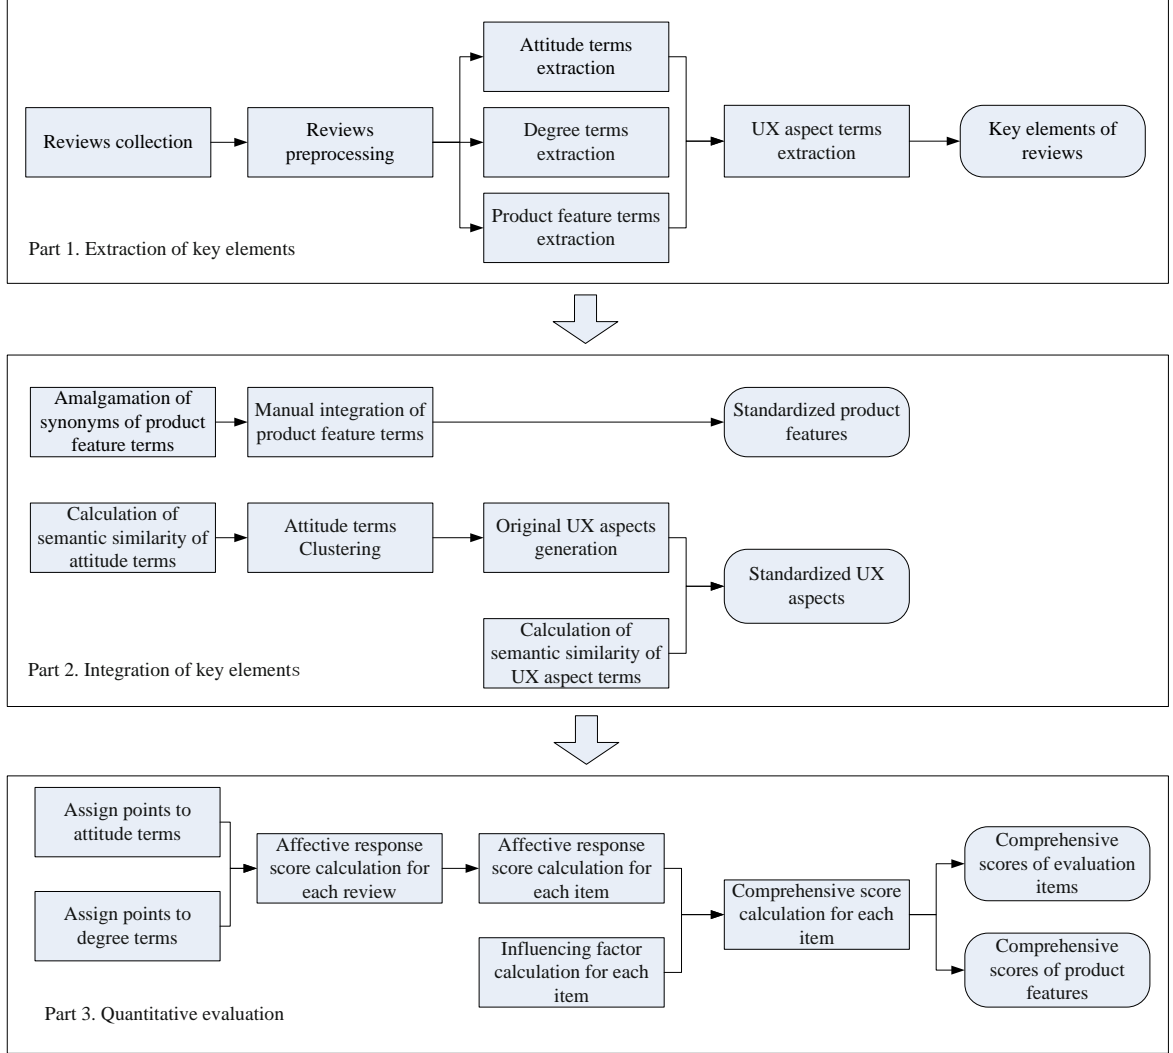 Attitude terms
extraction
Reviews collection
Reviews
preprocessing
Degree terms
extraction
UX aspect terms
extraction
Key elements of
reviews
Product feature terms
extraction
Part 1. Extraction of key elements
Amalgamation of
synonyms of product
feature terms
Manual integration of
product feature terms
Standardized product
features
Calculation of
semantic similarity of
attitude terms
Attitude terms
Clustering
Original UX aspects
generation
Standardized UX
aspects
Calculation of
semantic similarity of
UX aspect terms
Part 2. Integration of key elements
Assign points to
attitude terms
Affective response
score calculation for
each review
Affective response
score calculation for
each item
Comprehensive
scores of evaluation
items
Comprehensive score
calculation for each
item
Assign points to
degree terms
Influencing factor
calculation for each
item
Comprehensive
scores of product
features
Part 3. Quantitative evaluation